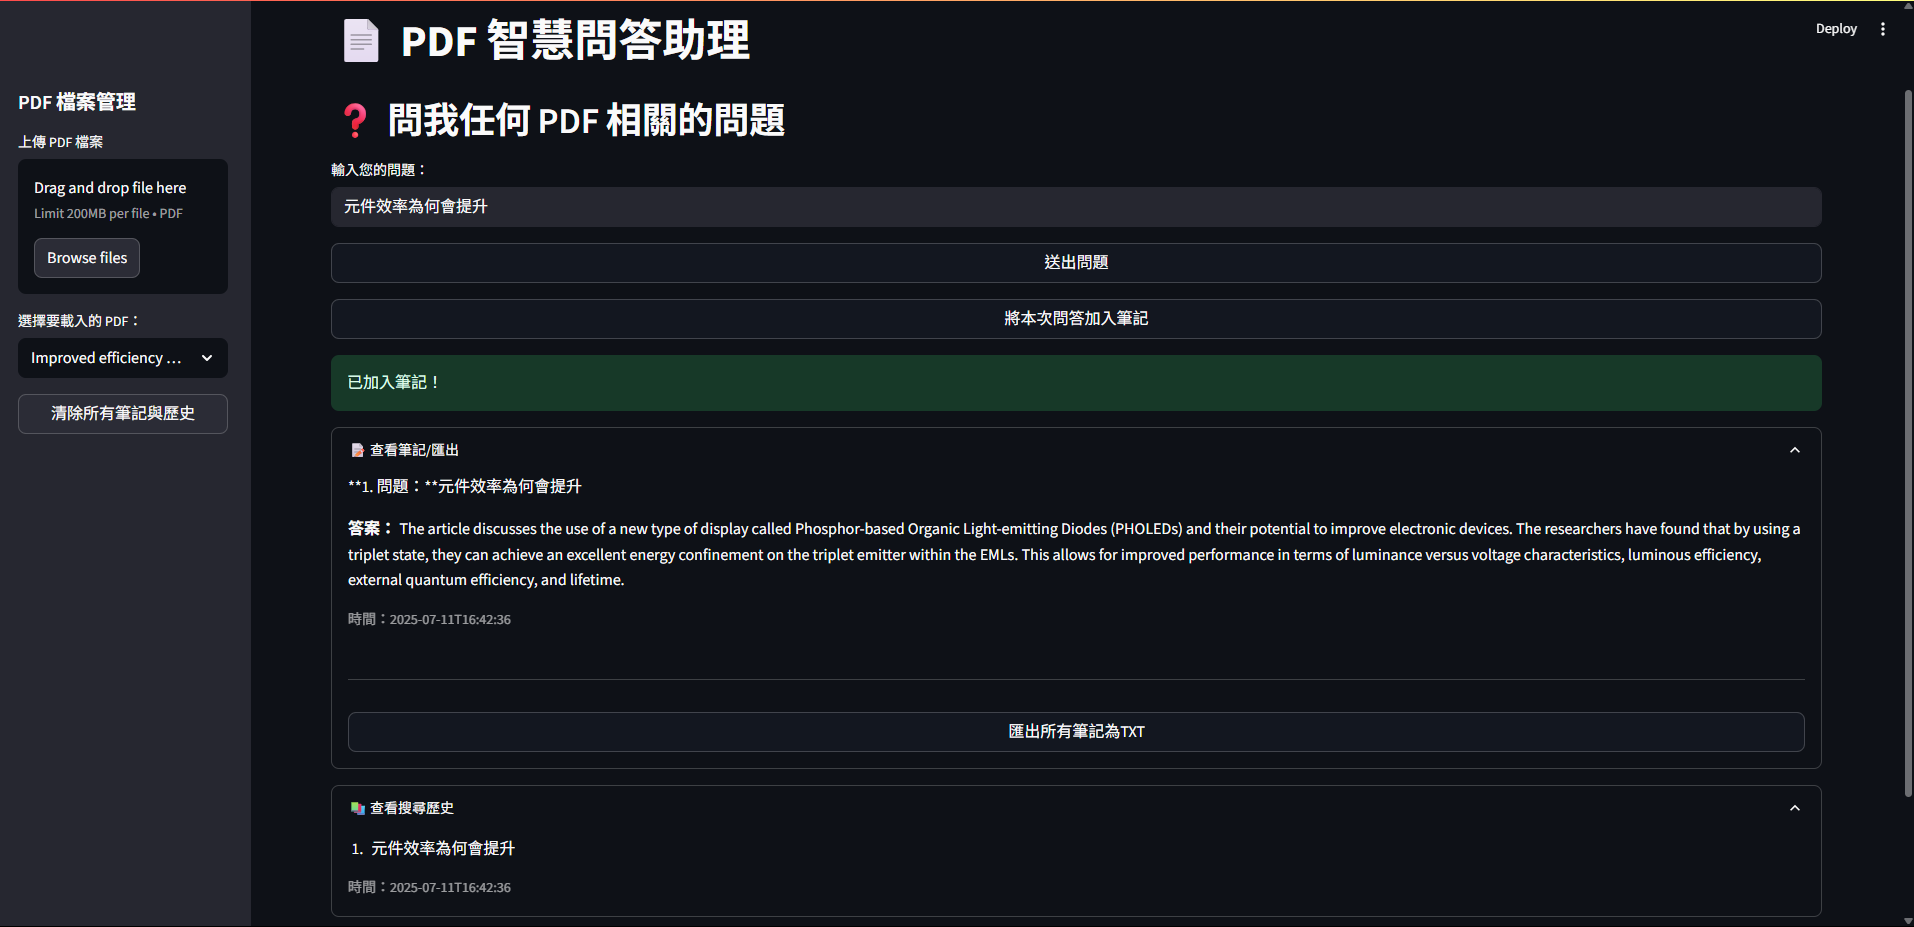 Deploy
PDF 檔案管理
上傳 PDF 檔案
Drag and drop file here
Limit 200MB per file • PDF
Browse files
選擇要載入的 PDF：
Improved efficiency ...
清除所有筆記與歷史
PDF 智慧問答助理
❓ 問我任何 PDF 相關的問題
輸入您的問題：
元件效率為何會提升
送出問題
將本次問答加入筆記
已加入筆記！
查看筆記/匯出
**1. 問題：**元件效率為何會提升
答案： The article discusses the use of a new type of display called Phosphor-based Organic Light-emitting Diodes (PHOLEDs) and their potential to improve electronic devices. The researchers have found that by using a
triplet state, they can achieve an excellent energy confinement on the triplet emitter within the EMLs. This allows for improved performance in terms of luminance versus voltage characteristics, luminous efficiency,
external quantum efficiency, and lifetime.
時間：2025-07-11T16:42:36
匯出所有筆記為TXT
查看搜尋歷史
1. 元件效率為何會提升
時間：2025-07-11T16:42:36